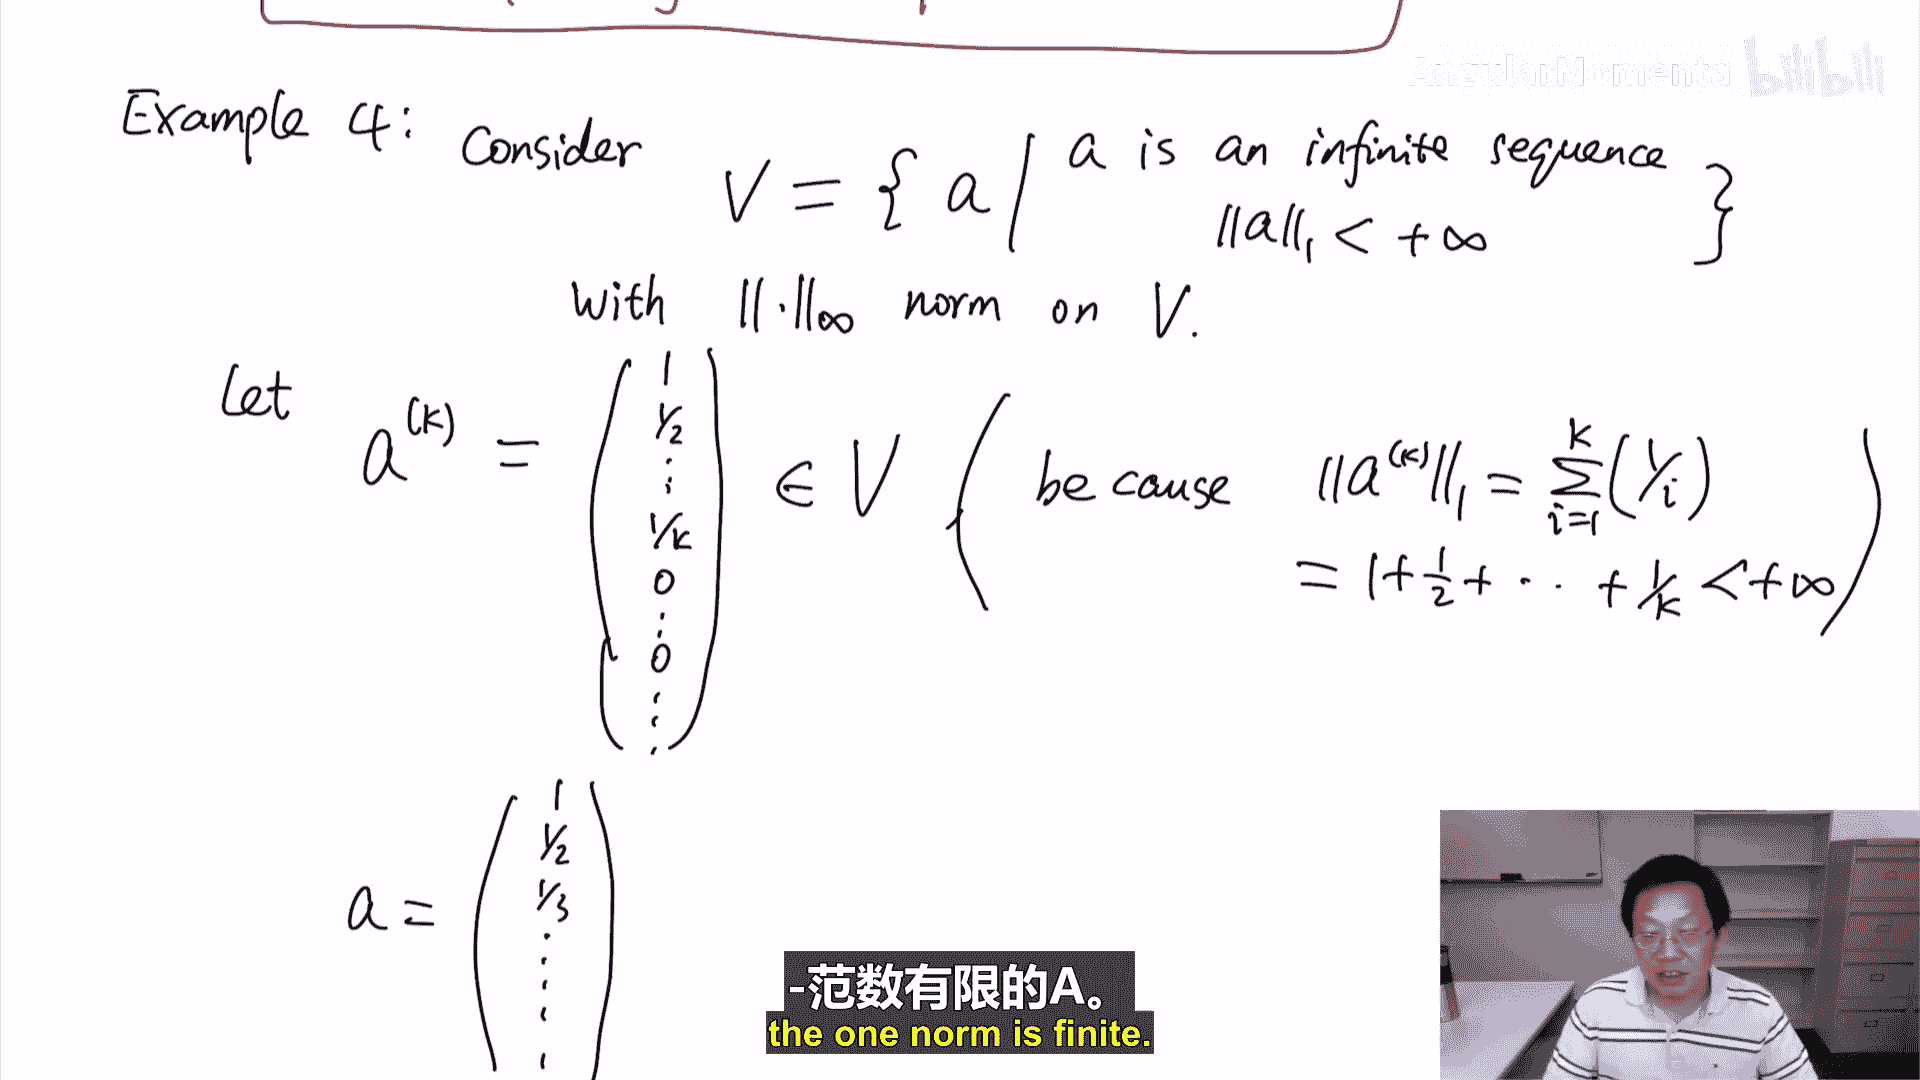 AngularMomenta bilibili
Example 4: Consider V = { a | a is an infinite sequence
||a||₁ < +∞ }
with ||·||∞ norm on V.
Let a^(k) = ( 1 1/2 ⋮ 1/k 0 ⋮ 0 ⋮ ) ∈ V ( because ||a^(k)||₁ = Σ_{i=1}^{k} (1/i)
= 1 + 1/2 + ·· + 1/k < +∞ )
a = ( 1 1/2 1/3 ⋮ )
-范数有限的A。
the one norm is finite.